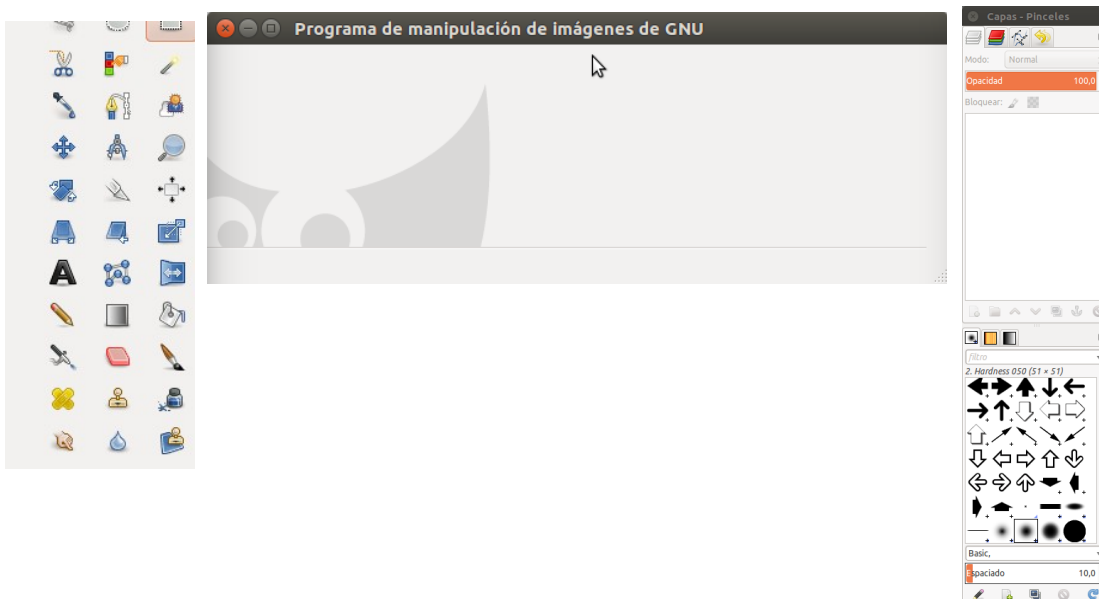 Programa de manipulación de imágenes de GNU
Capas - Pinceles
Modo: Normal
Opacidad 100,0
Bloquear:
filtro
2. Hardness 050 (51 × 51)
Basic,
Espaciado 10,0